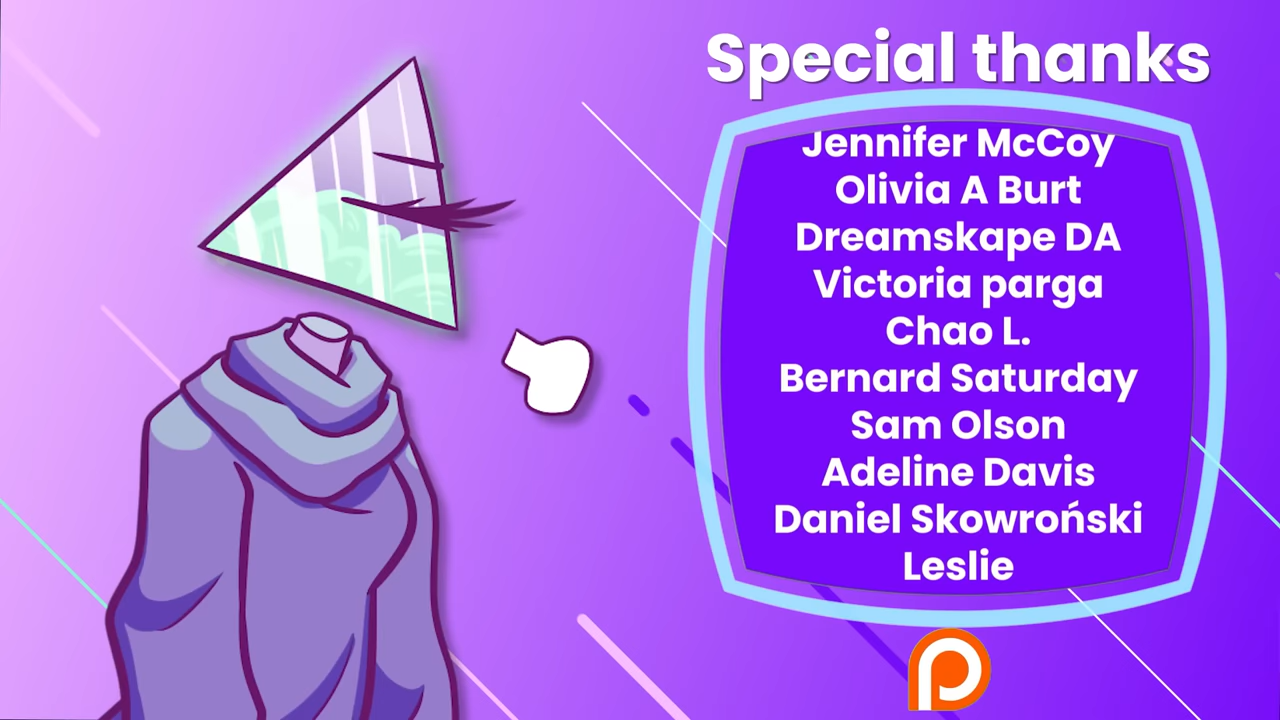 Special thanks
Jennifer McCoy
Olivia A Burt
Dreamskape DA
Victoria parga
Chao L.
Bernard Saturday
Sam Olson
Adeline Davis
Daniel Skowroński
Leslie